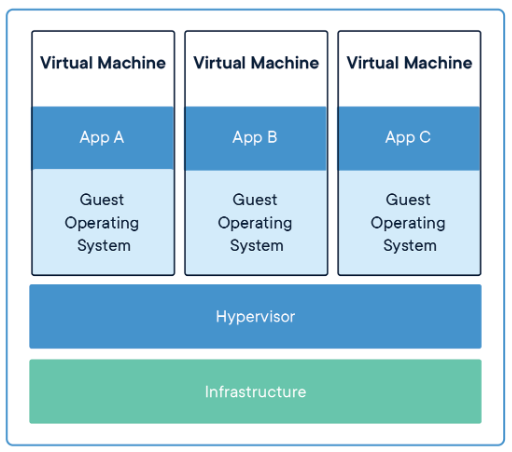 Virtual Machine
App A
Guest
Operating
System
Virtual Machine
App B
Guest
Operating
System
Virtual Machine
App C
Guest
Operating
System
Hypervisor
Infrastructure